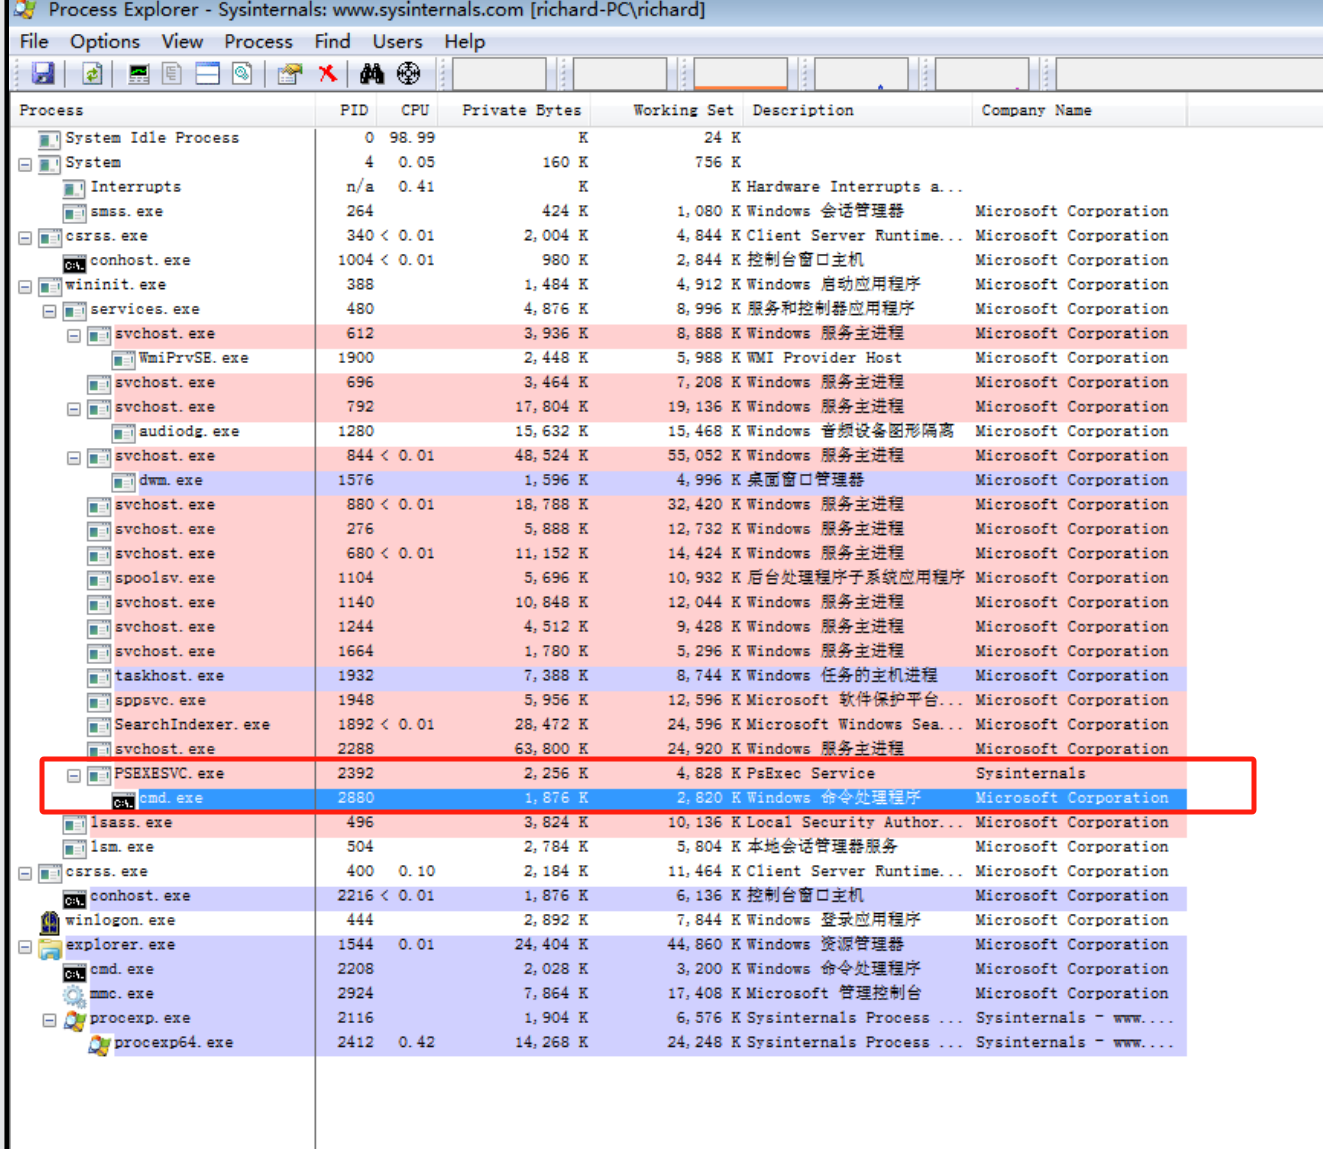 Process Explorer - Sysinternals: www.sysinternals.com [richard-PC\richard]
File Options View Process Find Users Help
Process PID CPU Private Bytes Working Set Description Company Name
System Idle Process 0 98.99 K 24 K
System 4 0.05 160 K 756 K
Interrupts n/a 0.41 K K Hardware Interrupts a...
smss.exe 264 424 K 1,080 K Windows 会话管理器 Microsoft Corporation
csrss.exe 340 < 0.01 2,004 K 4,844 K Client Server Runtime... Microsoft Corporation
conhost.exe 1004 < 0.01 980 K 2,844 K 控制台窗口主机 Microsoft Corporation
wininit.exe 388 1,484 K 4,912 K Windows 启动应用程序 Microsoft Corporation
services.exe 480 4,876 K 8,996 K 服务和控制器应用程序 Microsoft Corporation
svchost.exe 612 3,936 K 8,888 K Windows 服务主进程 Microsoft Corporation
WmiPrvSE.exe 1900 2,448 K 5,988 K WMI Provider Host Microsoft Corporation
svchost.exe 696 3,464 K 7,208 K Windows 服务主进程 Microsoft Corporation
svchost.exe 792 17,804 K 19,136 K Windows 服务主进程 Microsoft Corporation
audiodg.exe 1280 15,632 K 15,468 K Windows 音频设备图形隔离 Microsoft Corporation
svchost.exe 844 < 0.01 48,524 K 55,052 K Windows 服务主进程 Microsoft Corporation
dwm.exe 1576 1,596 K 4,996 K 桌面窗口管理器 Microsoft Corporation
svchost.exe 880 < 0.01 18,788 K 32,420 K Windows 服务主进程 Microsoft Corporation
svchost.exe 276 5,888 K 12,732 K Windows 服务主进程 Microsoft Corporation
svchost.exe 680 < 0.01 11,152 K 14,424 K Windows 服务主进程 Microsoft Corporation
spoolsv.exe 1104 5,696 K 10,932 K 后台处理程序子系统应用程序 Microsoft Corporation
svchost.exe 1140 10,848 K 12,044 K Windows 服务主进程 Microsoft Corporation
svchost.exe 1244 4,512 K 9,428 K Windows 服务主进程 Microsoft Corporation
svchost.exe 1664 1,780 K 5,296 K Windows 服务主进程 Microsoft Corporation
taskhost.exe 1932 7,388 K 8,744 K Windows 任务的主机进程 Microsoft Corporation
sppsvc.exe 1948 5,956 K 12,596 K Microsoft 软件保护平台... Microsoft Corporation
SearchIndexer.exe 1892 < 0.01 28,472 K 24,596 K Microsoft Windows Sea... Microsoft Corporation
svchost.exe 2288 63,800 K 24,920 K Windows 服务主进程 Microsoft Corporation
PSEXESVC.exe 2392 2,256 K 4,828 K PsExec Service Sysinternals
cmd.exe 2880 1,876 K 2,820 K Windows 命令处理程序 Microsoft Corporation
lsass.exe 496 3,824 K 10,136 K Local Security Author... Microsoft Corporation
lsm.exe 504 2,784 K 5,804 K 本地会话管理器服务 Microsoft Corporation
csrss.exe 400 0.10 2,184 K 11,464 K Client Server Runtime... Microsoft Corporation
conhost.exe 2216 < 0.01 1,876 K 6,136 K 控制台窗口主机 Microsoft Corporation
winlogon.exe 444 2,892 K 7,844 K Windows 登录应用程序 Microsoft Corporation
explorer.exe 1544 0.01 24,404 K 44,860 K Windows 资源管理器 Microsoft Corporation
cmd.exe 2208 2,028 K 3,200 K Windows 命令处理程序 Microsoft Corporation
mmc.exe 2924 7,864 K 17,408 K Microsoft 管理控制台 Microsoft Corporation
procexp.exe 2116 1,904 K 6,576 K Sysinternals Process ... Sysinternals - www....
procexp64.exe 2412 0.42 14,268 K 24,248 K Sysinternals Process ... Sysinternals - www....